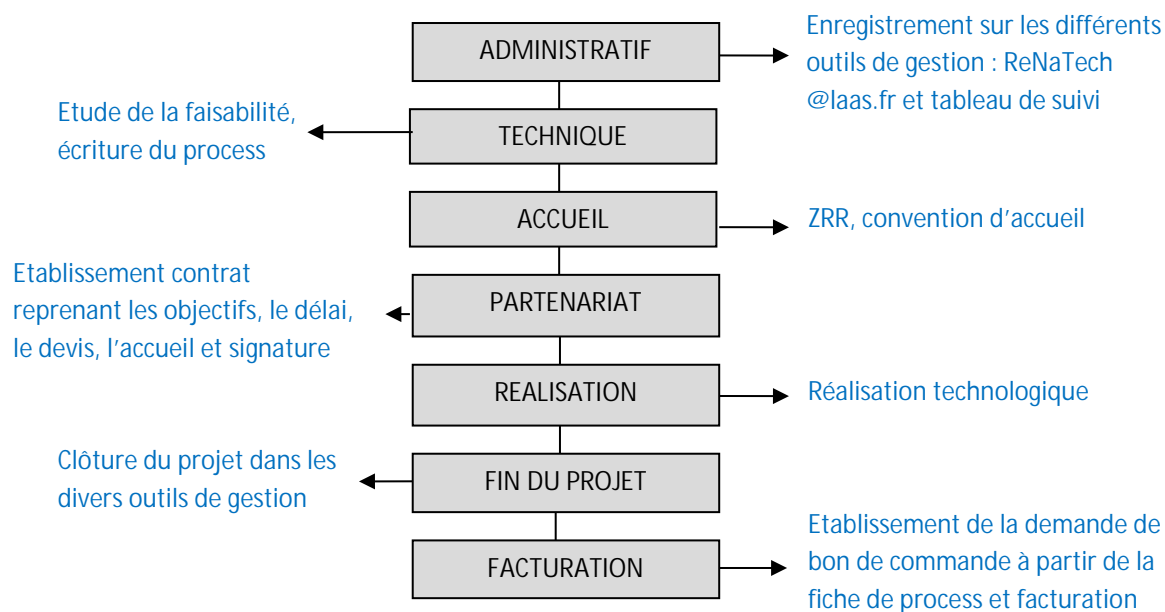 ADMINISTRATIF
Enregistrement sur les différents
outils de gestion : ReNaTech
@laas.fr et tableau de suivi
Etude de la faisabilité,
écriture du process
TECHNIQUE
ACCUEIL
ZRR, convention d’accueil
Etablissement contrat
reprenant les objectifs, le délai,
le devis, l’accueil et signature
PARTENARIAT
REALISATION
Réalisation technologique
Clôture du projet dans les
divers outils de gestion
FIN DU PROJET
FACTURATION
Etablissement de la demande de
bon de commande à partir de la
fiche de process et facturation